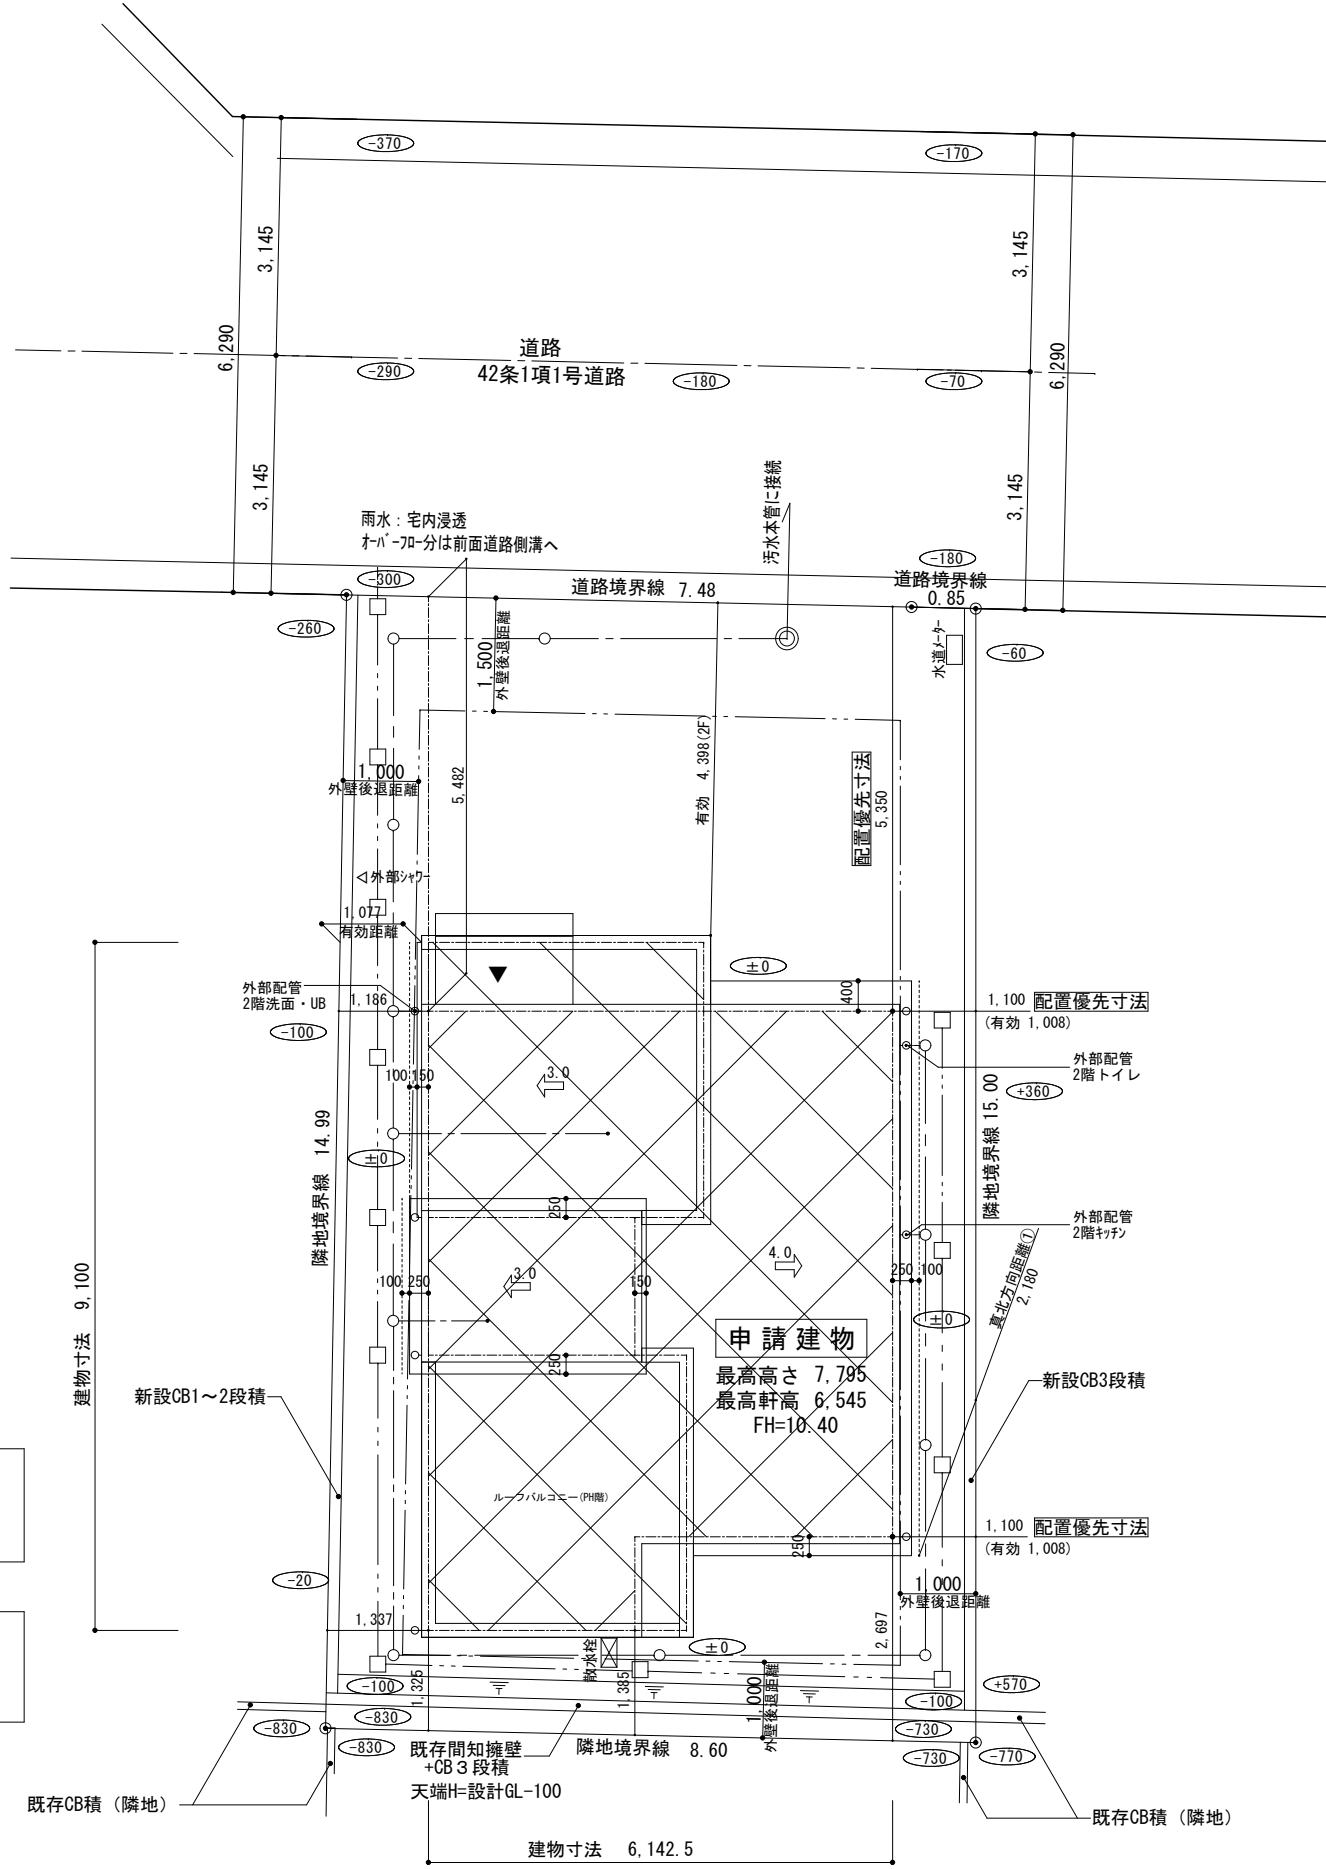 -370
-170
3,145
3,145
6,290
6,290
道路
42条1項1号道路
-290
-180
-70
3,145
3,145
汚水本管に接続
雨水：宅内浸透
ｵｰﾊﾞｰﾌﾛｰ分は前面道路側溝へ
-300
-180
道路境界線 7.48
道路境界線
0.85
-260
水道ﾒｰﾀｰ
-60
1,500
外壁後退距離
有効 4,398(2F)
1,000
外壁後退距離
5,482
配置優先寸法
5,350
外部ｼｬﾜｰ
1,077
有効距離
±0
外部配管
2階洗面・UB
1,186
400
1,100 配置優先寸法
(有効 1,008)
-100
外部配管
2階トイレ
100
150
3.0
+360
隣地境界線 14.99
隣地境界線 15.00
±0
250
外部配管
2階ｷｯﾁﾝ
4.0
真北方向距離①
2,180
100
250
3.0
150
250
100
建物寸法 9,100
±0
申請建物
250
最高高さ 7,795
最高軒高 6,545
FH=10.40
新設CB1～2段積
新設CB3段積
ルーフバルコニー(PH階)
1,100 配置優先寸法
(有効 1,008)
250
-20
1,000
外壁後退距離
1,337
散水栓
±0
2,697
-100
1,325
1,385
1,000
外壁後退距離
-100
+570
-830
-830
-730
-830
既存間知擁壁
+CB３段積
天端H=設計GL-100
隣地境界線 8.60
-730
-770
既存CB積（隣地）
既存CB積（隣地）
建物寸法 6,142.5